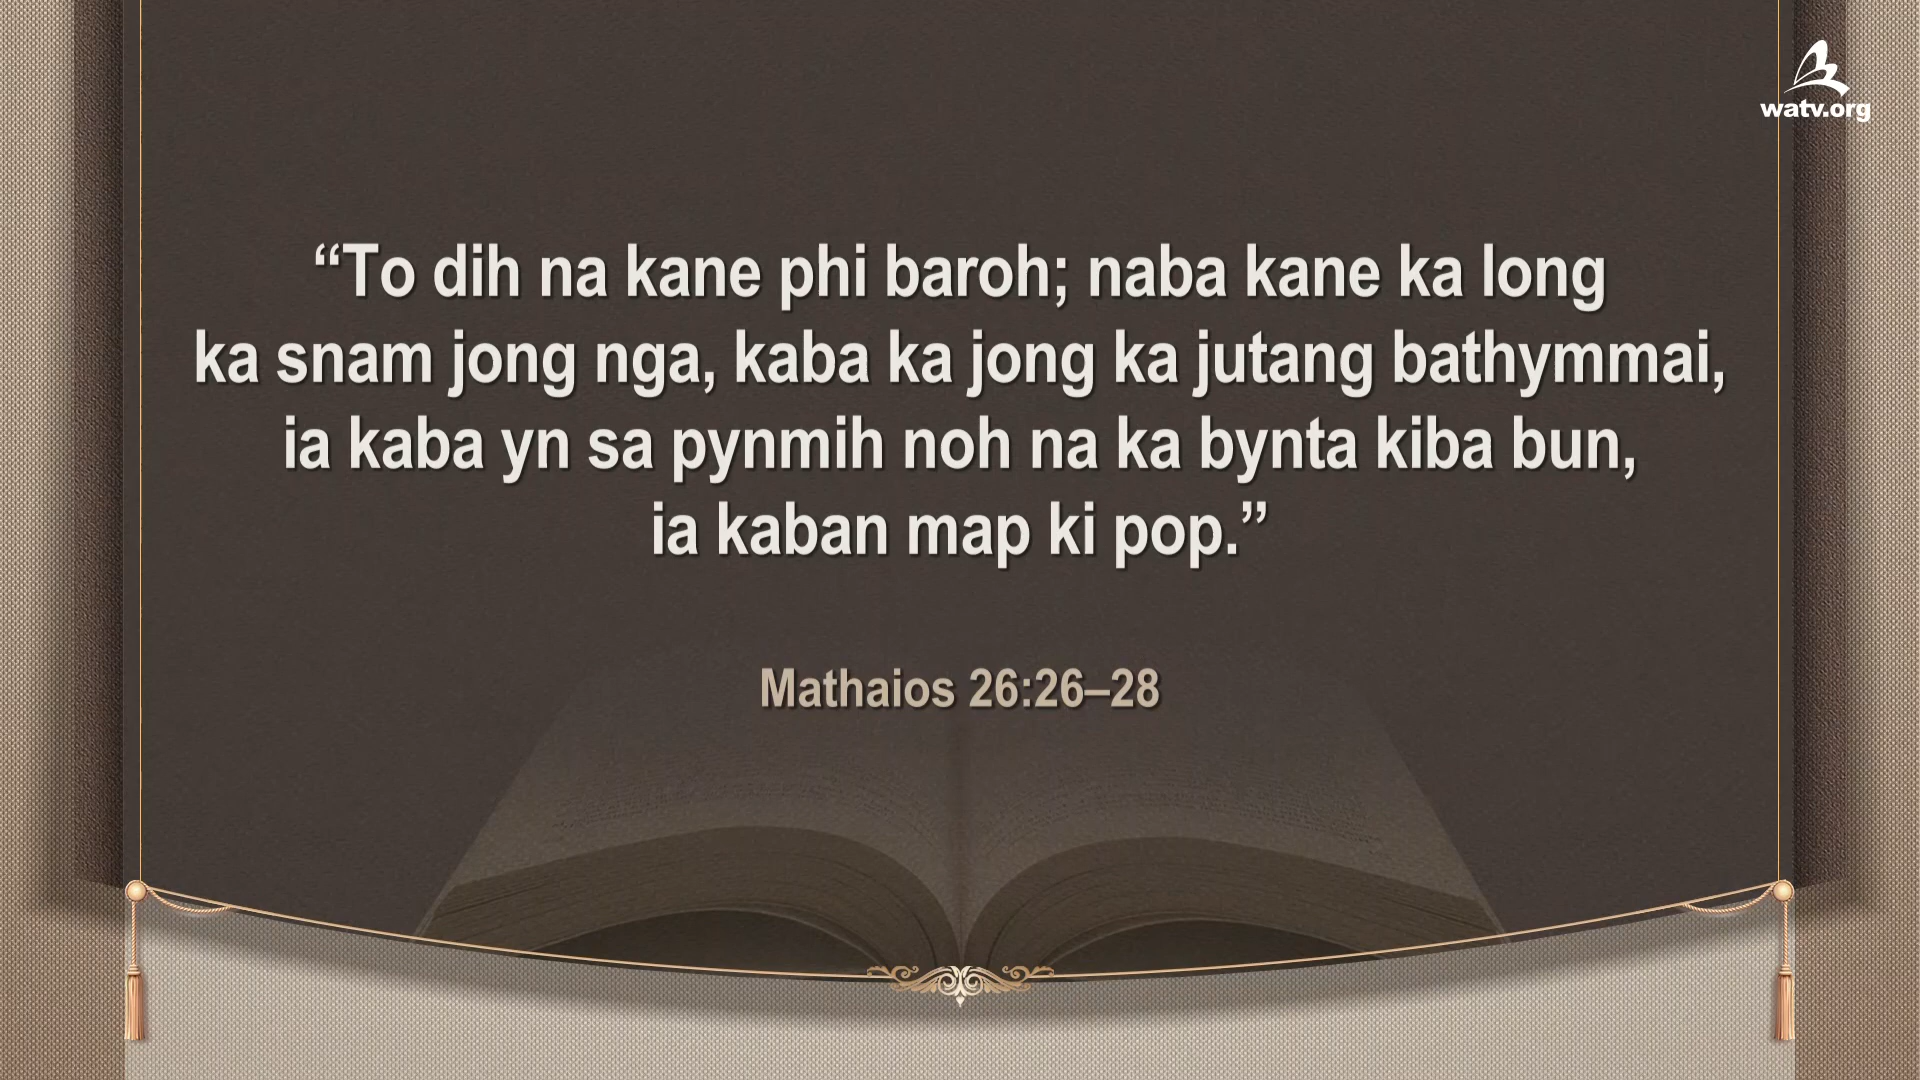 watv.org
“To dih na kane phi baroh; naba kane ka long
ka snam jong nga, kaba ka jong ka jutang bathymmai,
ia kaba yn sa pynmih noh na ka bynta kiba bun,
ia kaban map ki pop.”
Mathaios 26:26–28